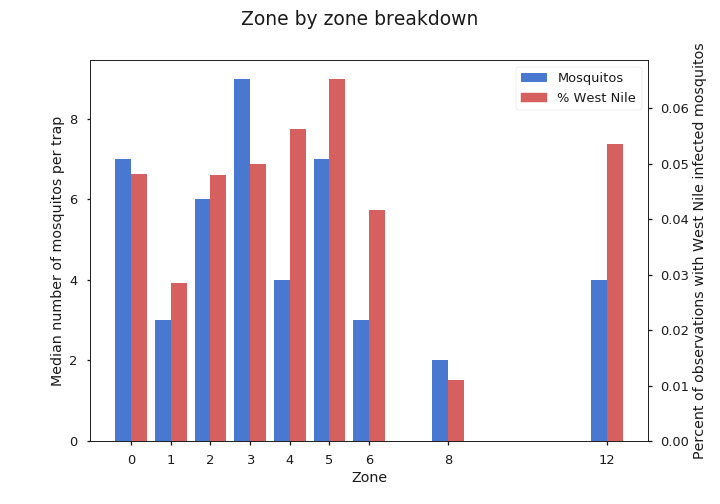 Zone by zone breakdown
Mosquitos
% West Nile
Median number of mosquitos per trap
8
6
4
2
0
0.06
0.05
0.04
0.03
0.02
0.01
0.00
Percent of observations with West Nile infected mosquitos
0 1 2 3 4 5 6 8 12
Zone